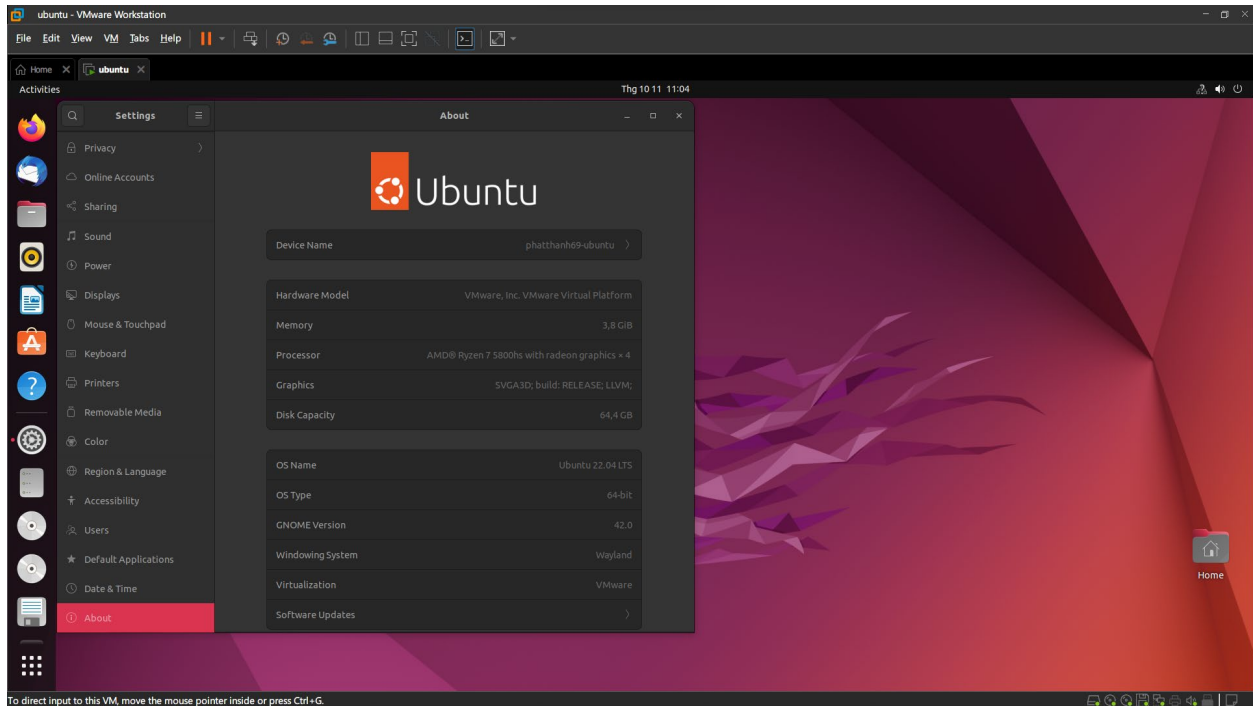 ubuntu - VMware Workstation
File Edit View VM Tabs Help
Home ubuntu
Activities Thg 10 11 11:04
Settings About
Privacy
Online Accounts
Sharing
Sound
Power
Displays
Mouse & Touchpad
Keyboard
Printers
Removable Media
Color
Region & Language
Accessibility
Users
Default Applications
Date & Time
About
Ubuntu
Device Name phatthanh69-ubuntu
Hardware Model VMware, Inc. VMware Virtual Platform
Memory 3,8 GiB
Processor AMD® Ryzen 7 5800hs with radeon graphics × 4
Graphics SVGA3D; build: RELEASE; LLVM;
Disk Capacity 64,4 GB
OS Name Ubuntu 22.04 LTS
OS Type 64-bit
GNOME Version 42.0
Windowing System Wayland
Virtualization VMware
Software Updates
Home
To direct input to this VM, move the mouse pointer inside or press Ctrl+G.